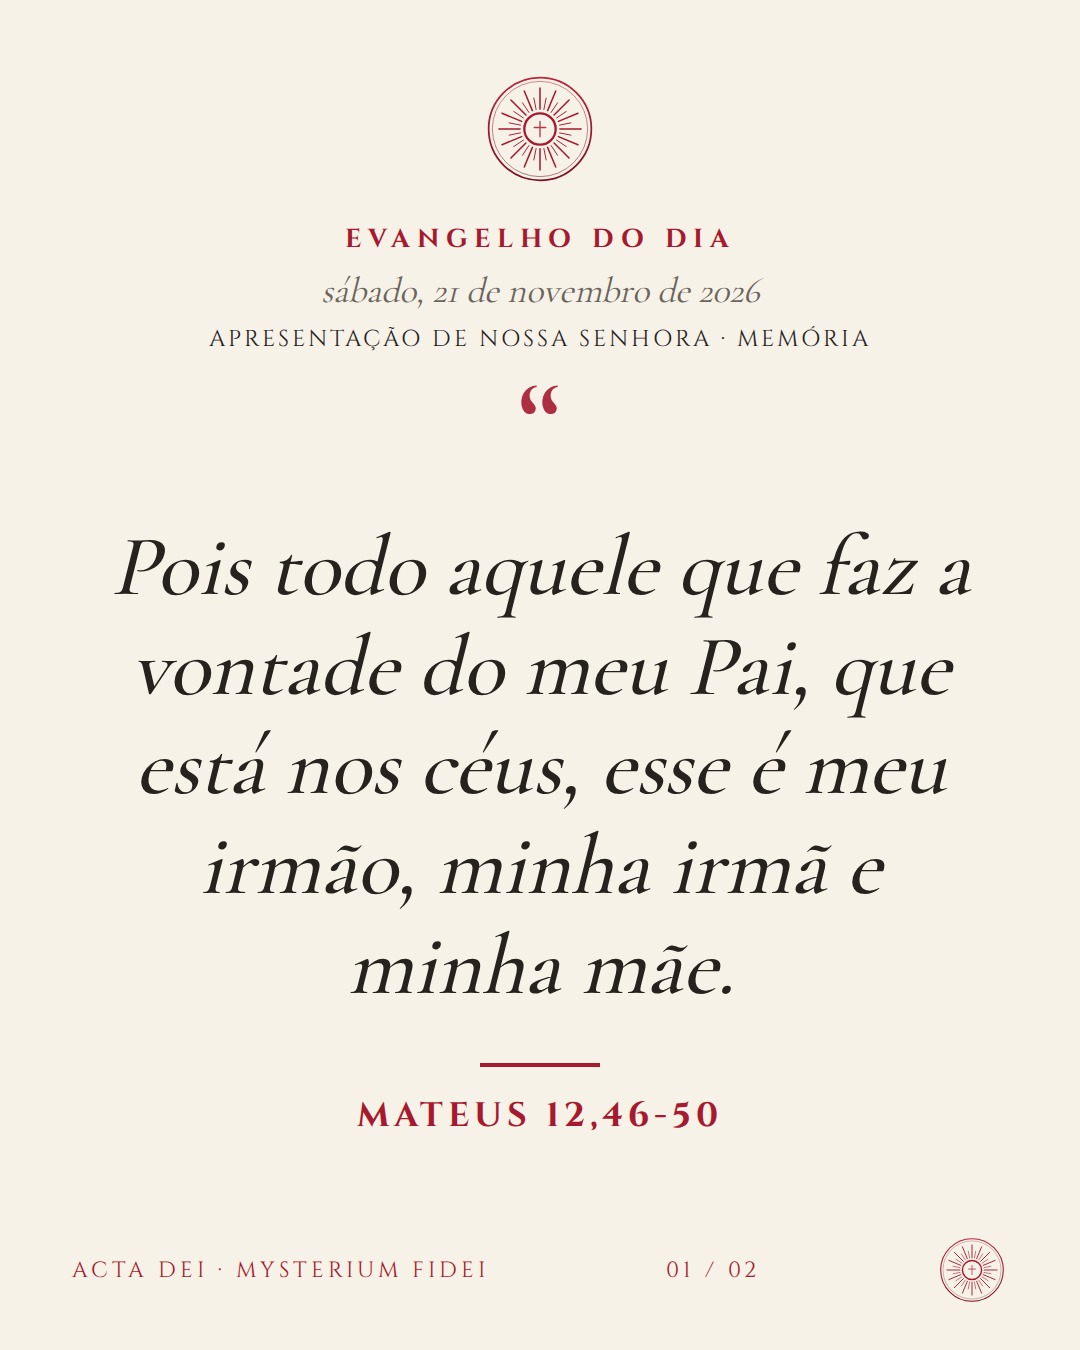 EVANGELHO DO DIA
sábado, 21 de novembro de 2026
APRESENTAÇÃO DE NOSSA SENHORA · MEMÓRIA
“
Pois todo aquele que faz a
vontade do meu Pai, que
está nos céus, esse é meu
irmão, minha irmã e
minha mãe.
MATEUS 12,46-50
ACTA DEI · MYSTERIUM FIDEI
01 / 02